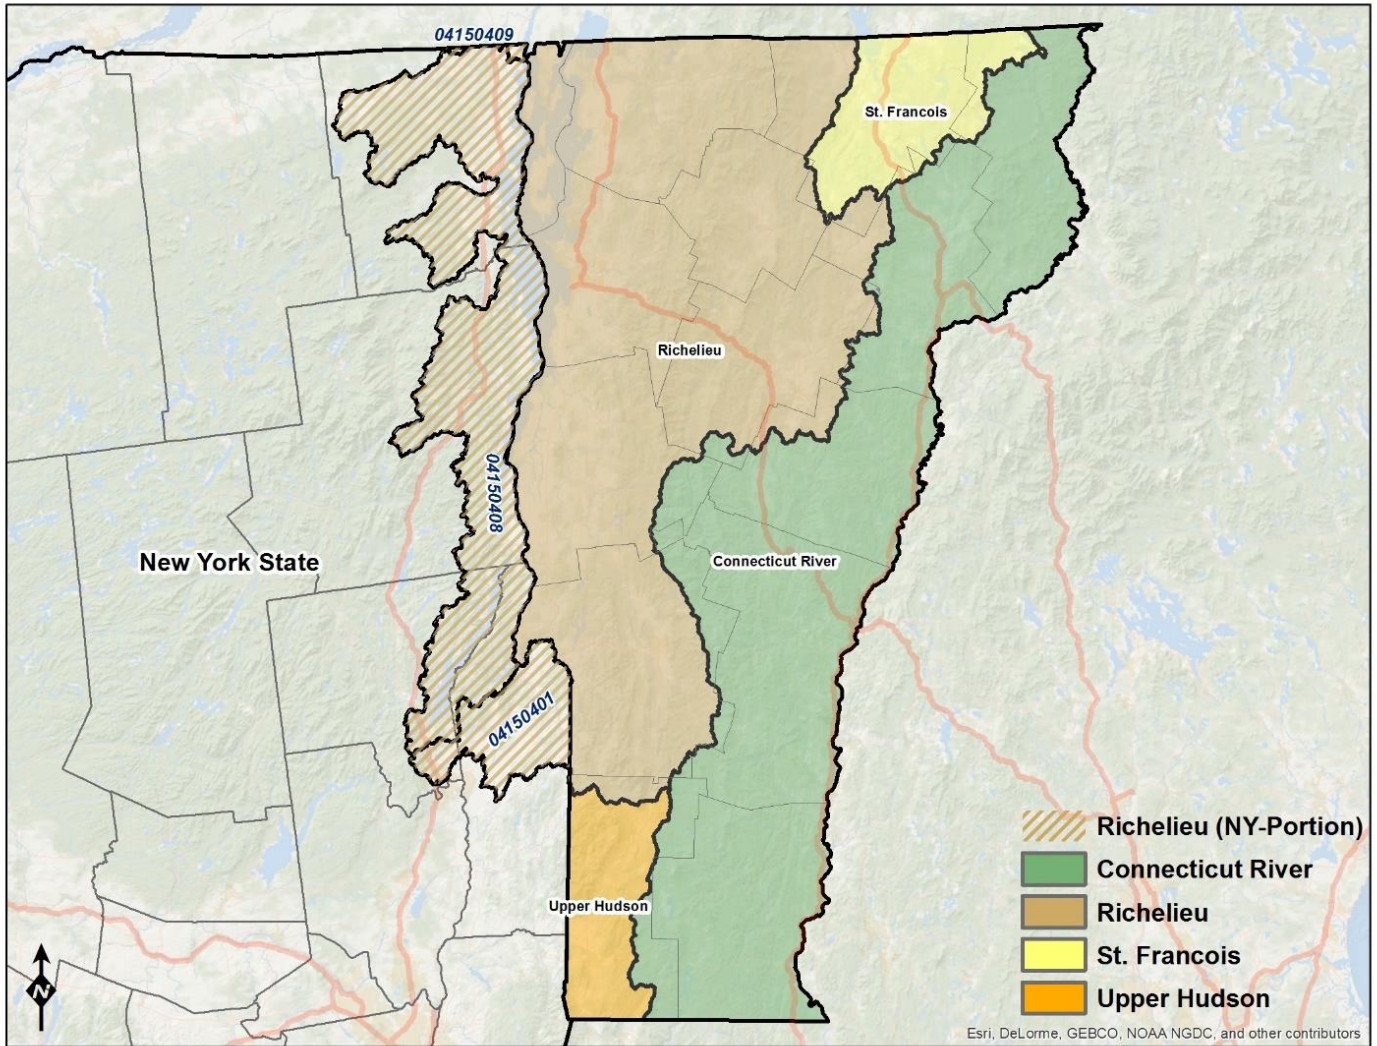 04150409
St. Francois
Richelieu
04150408
New York State
Connecticut River
04150401
Upper Hudson
Richelieu (NY-Portion)
Connecticut River
Richelieu
St. Francois
Upper Hudson
N
Esri, DeLorme, GEBCO, NOAA NGDC, and other contributors